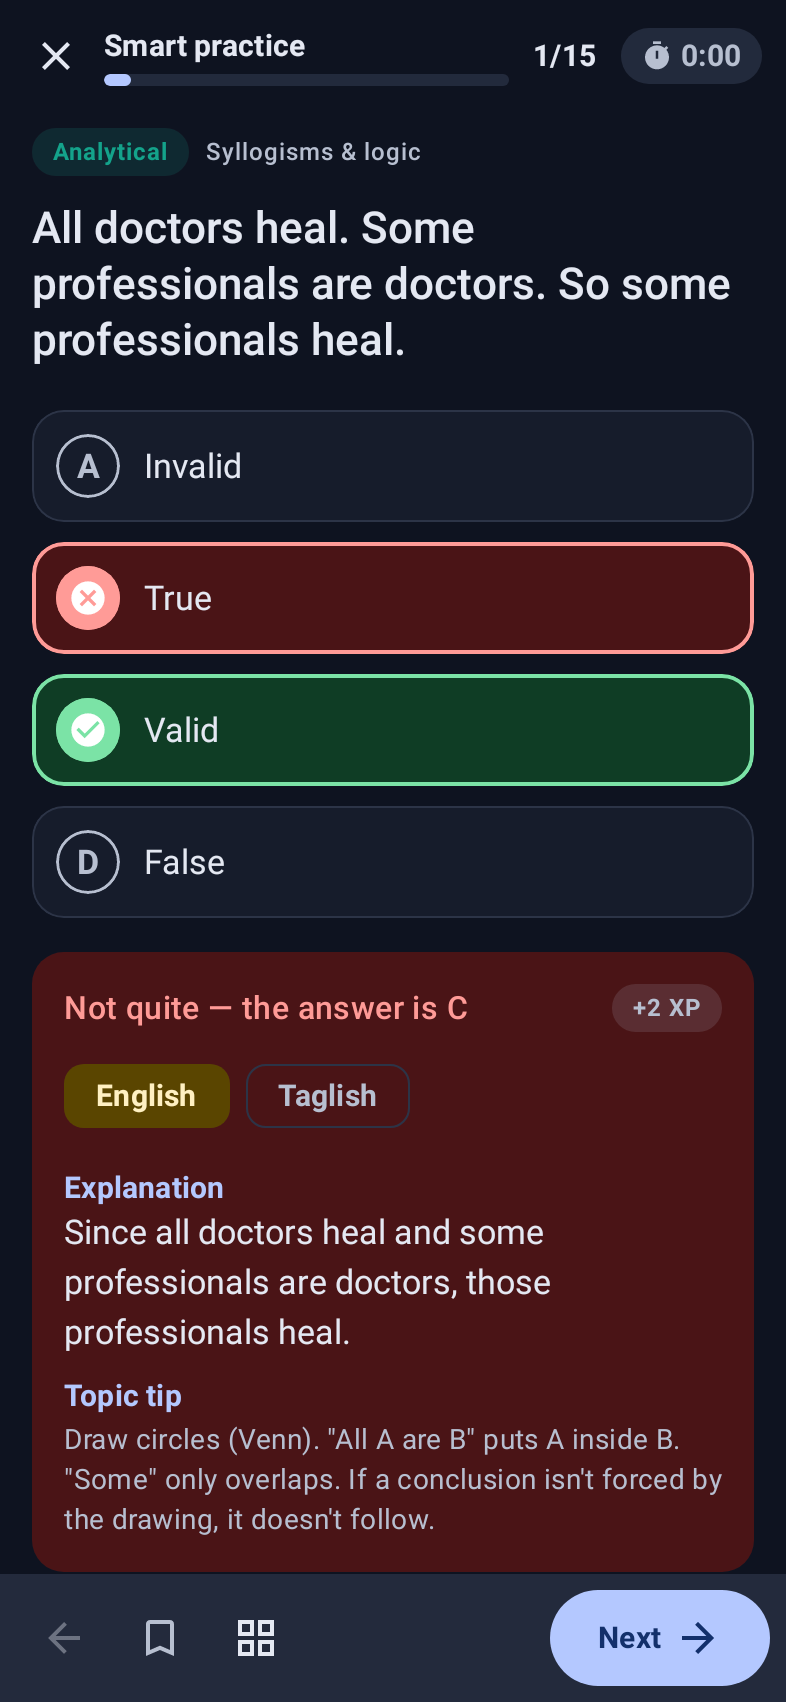 Smart practice
1/15
0:00
Analytical
Syllogisms & logic
All doctors heal. Some
professionals are doctors. So some
professionals heal.
A
Invalid
True
Valid
D
False
Not quite — the answer is C
+2 XP
English
Taglish
Explanation
Since all doctors heal and some
professionals are doctors, those
professionals heal.
Topic tip
Draw circles (Venn). "All A are B" puts A inside B.
"Some" only overlaps. If a conclusion isn't forced by
the drawing, it doesn't follow.
Next